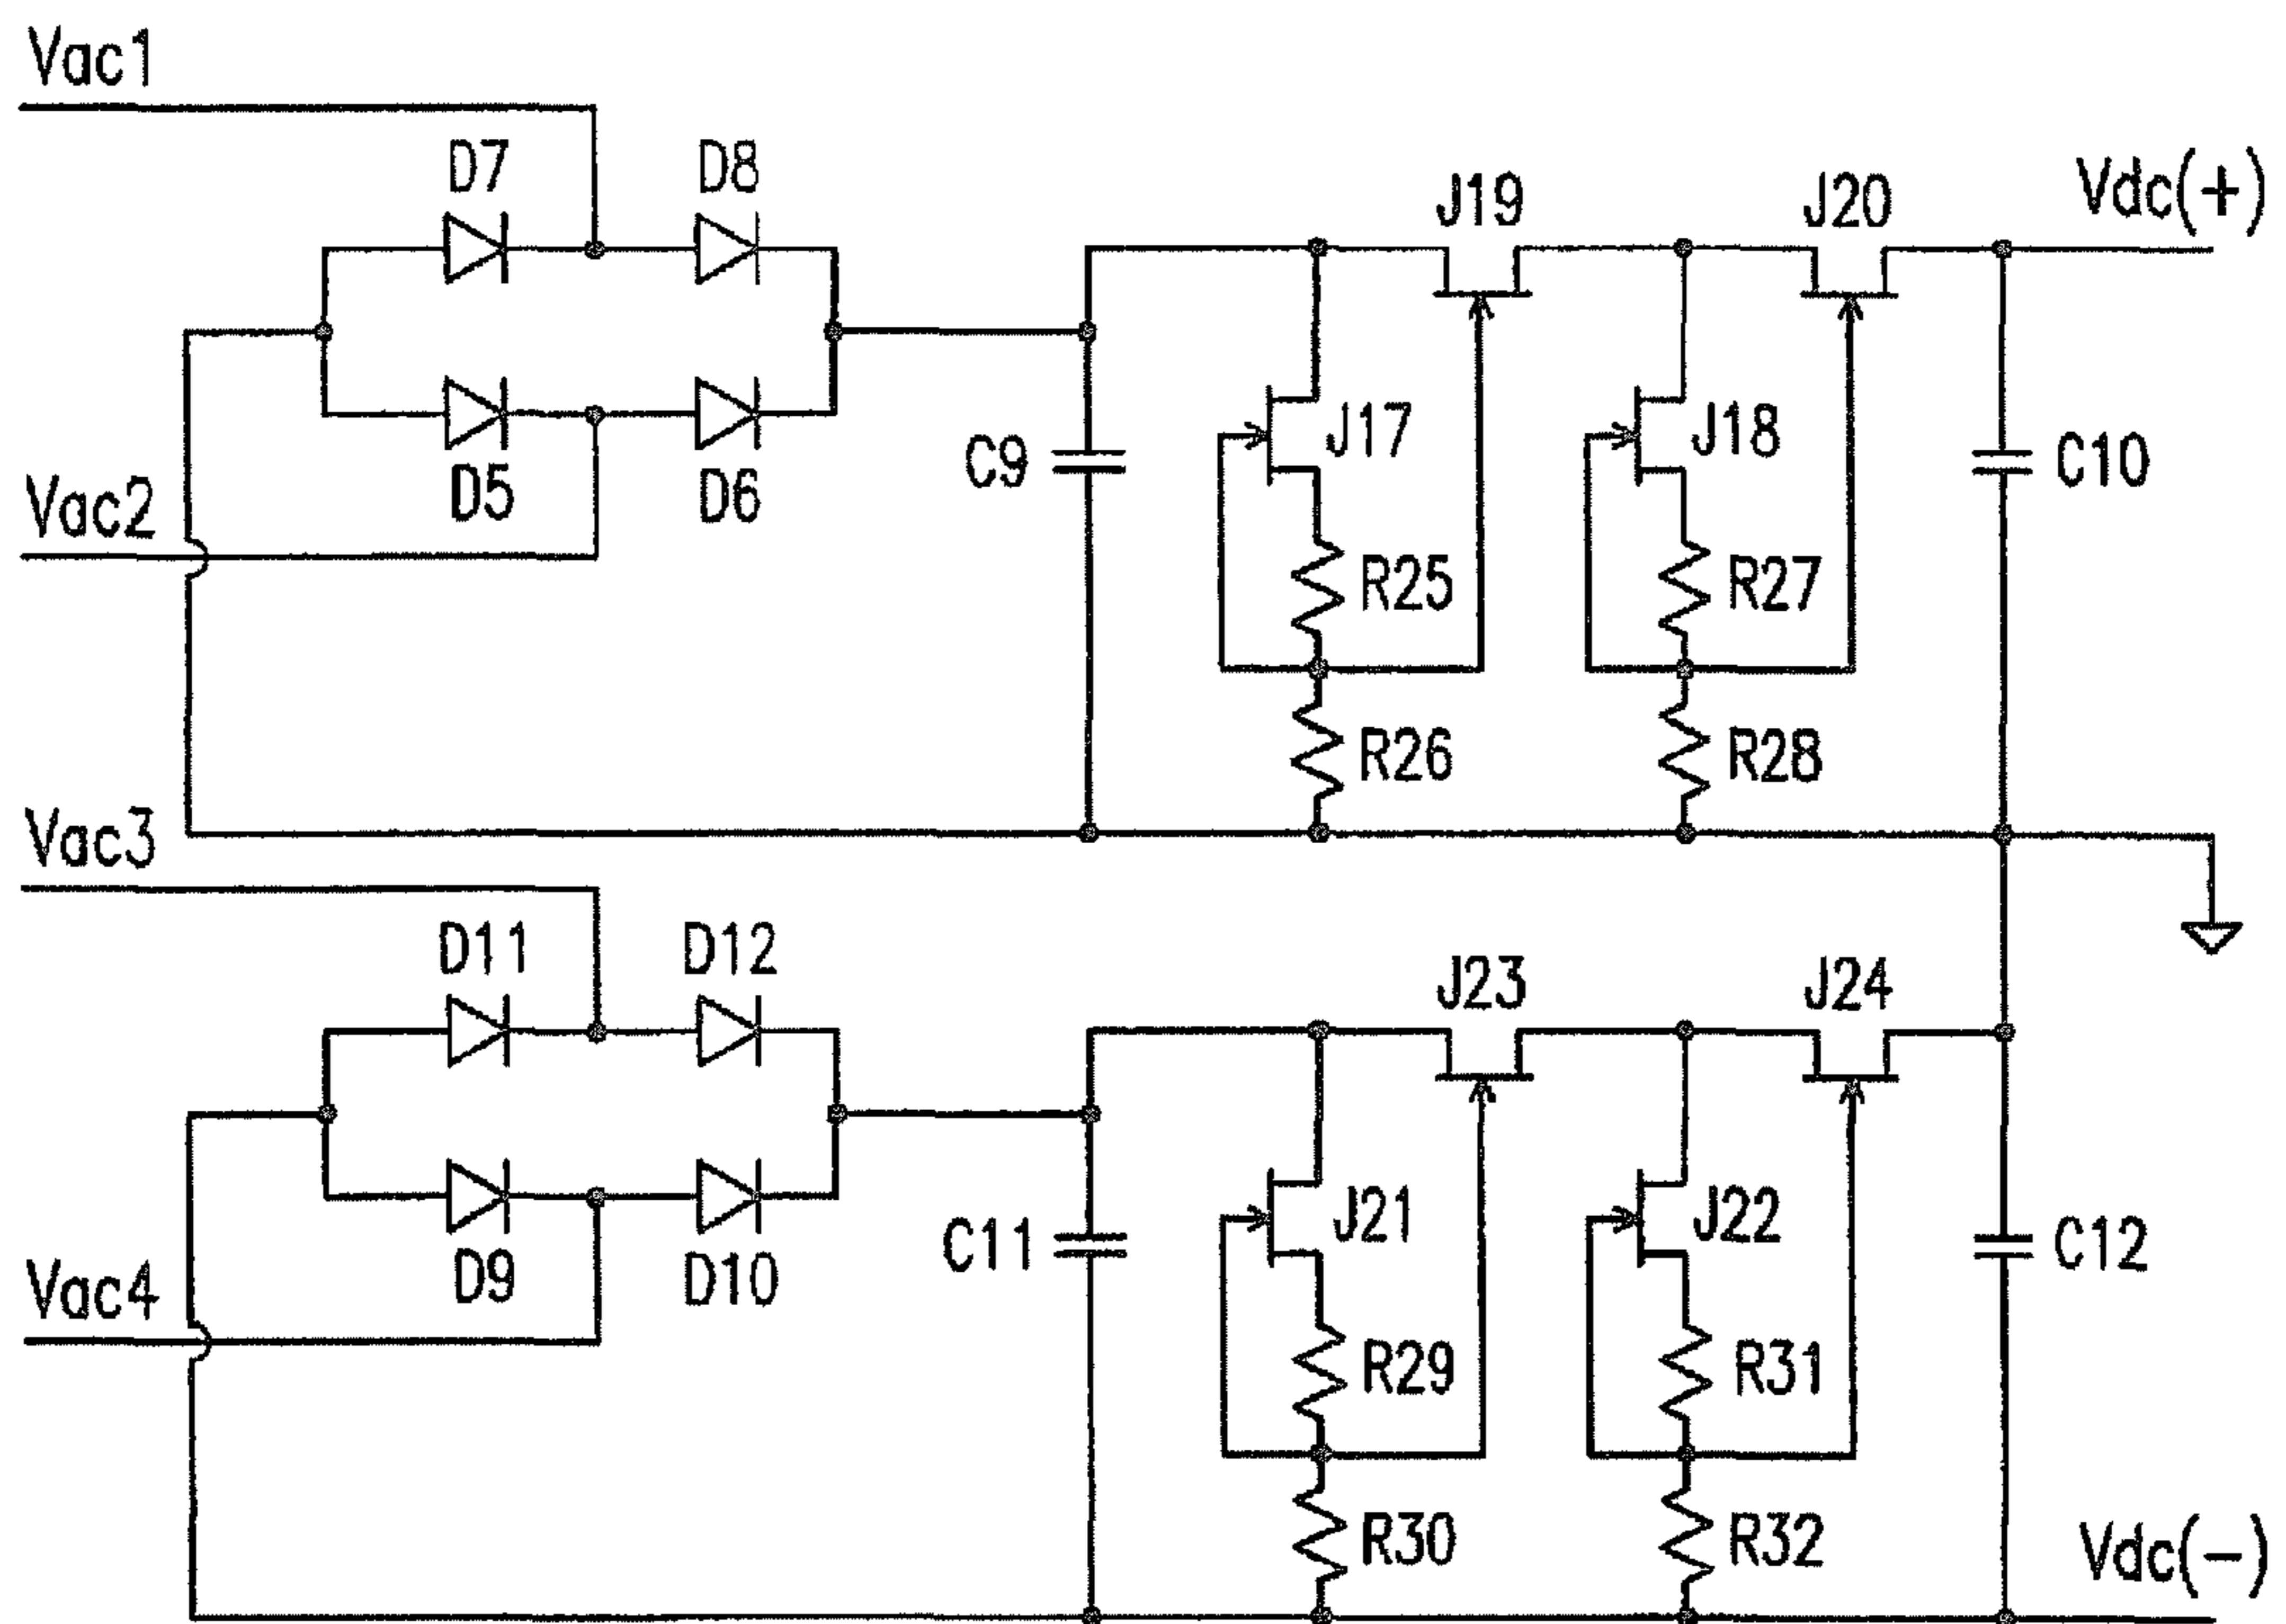 Vac1
D7
D8
J19
J20
Vdc(+)
C9
J17
J18
C10
Vac2
D5
D6
R25
R27
R26
R28
Vac3
D11
D12
J23
J24
C11
J21
J22
C12
Vac4
D9
D10
R29
R31
R30
R32
Vdc(-)